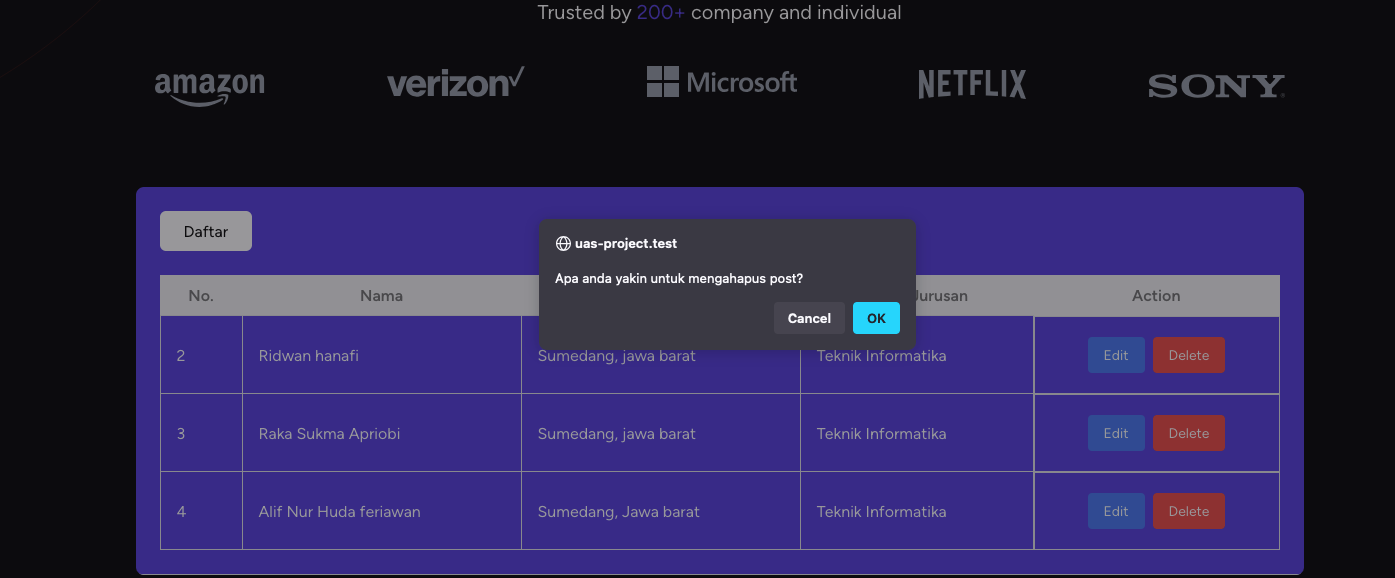 Trusted by 200+ company and individual
amazon verizon✓ Microsoft NETFLIX SONY
Daftar
uas-project.test
Apa anda yakin untuk mengahapus post?
Cancel OK
No. Nama Jurusan Action
2 Ridwan hanafi Sumedang, jawa barat Teknik Informatika Edit Delete
3 Raka Sukma Apriobi Sumedang, jawa barat Teknik Informatika Edit Delete
4 Alif Nur Huda feriawan Sumedang, Jawa barat Teknik Informatika Edit Delete